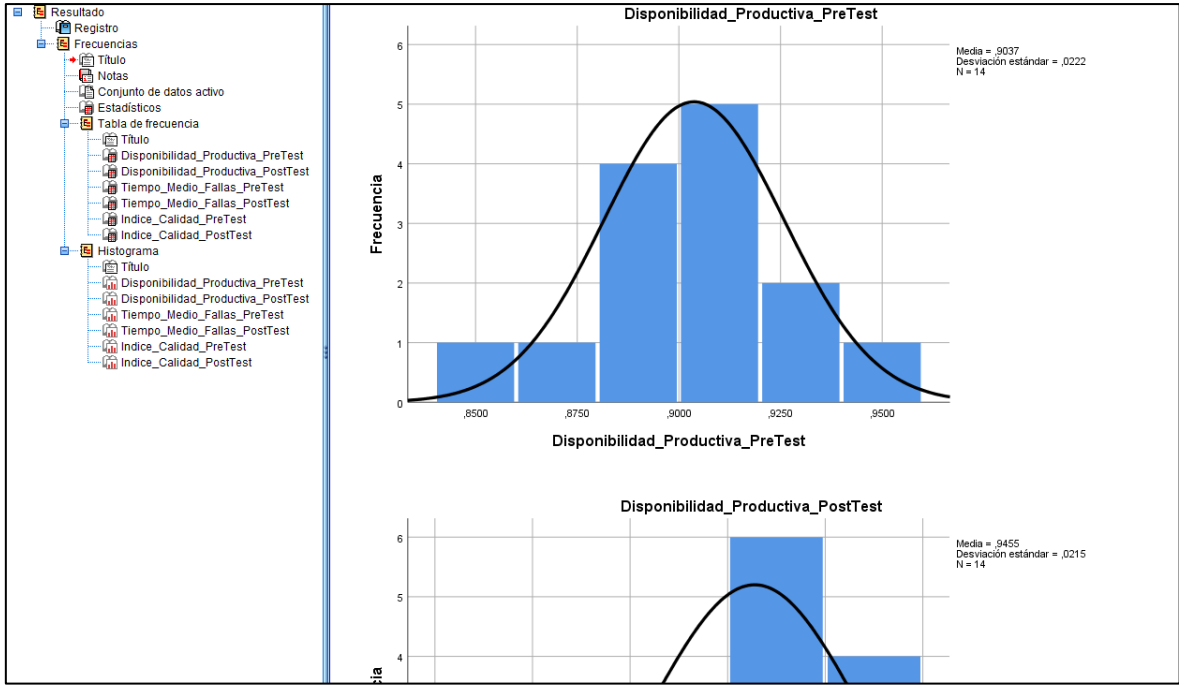 Resultado
Registro
Frecuencias
Título
Notas
Conjunto de datos activo
Estadísticos
Tabla de frecuencia
Título
Disponibilidad_Productiva_PreTest
Disponibilidad_Productiva_PostTest
Tiempo_Medio_Fallas_PreTest
Tiempo_Medio_Fallas_PostTest
Indice_Calidad_PreTest
Indice_Calidad_PostTest
Histograma
Título
Disponibilidad_Productiva_PreTest
Disponibilidad_Productiva_PostTest
Tiempo_Medio_Fallas_PreTest
Tiempo_Medio_Fallas_PostTest
Indice_Calidad_PreTest
Indice_Calidad_PostTest
Disponibilidad_Productiva_PreTest
Media = ,9037
Desviación estándar = ,0222
N = 14
Frecuencia
6
5
4
3
2
1
0
,8500 ,8750 ,9000 ,9250 ,9500
Disponibilidad_Productiva_PreTest
Disponibilidad_Productiva_PostTest
Media = ,9455
Desviación estándar = ,0215
N = 14
6
5
4
cia